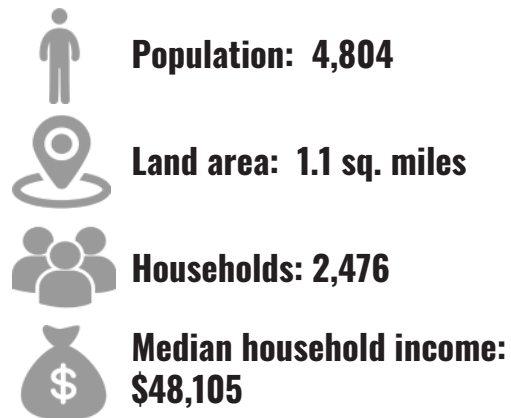 Population: 4,804
Land area: 1.1 sq. miles
Households: 2,476
Median household income:
$48,105
$